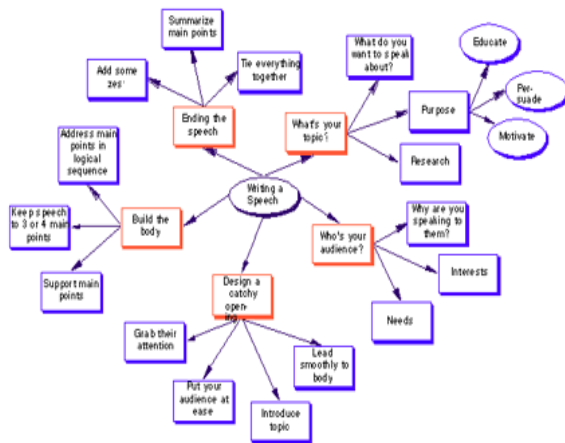 Summarize
main points
Add some
zes'
Tie everything
together
Ending the
speech
What do you
want to speak
about?
What's your
topic?
Purpose
Educate
Per-
suade
Motivate
Research
Address main
points in
logical
sequence
Keep speech
to 3 or 4 main
points
Support main
points
Build the
body
Writing a
Speech
Who's your
audience?
Why are you
speaking to
them?
Interests
Needs
Design a
catchy
open-
ing
Grab their
attention
Put your
audience at
ease
Introduce
topic
Lead
smoothly to
body